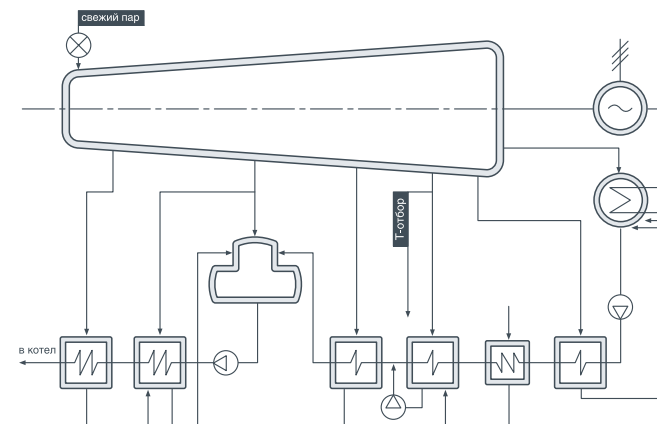 свежий пар
Т-отбор
в котел